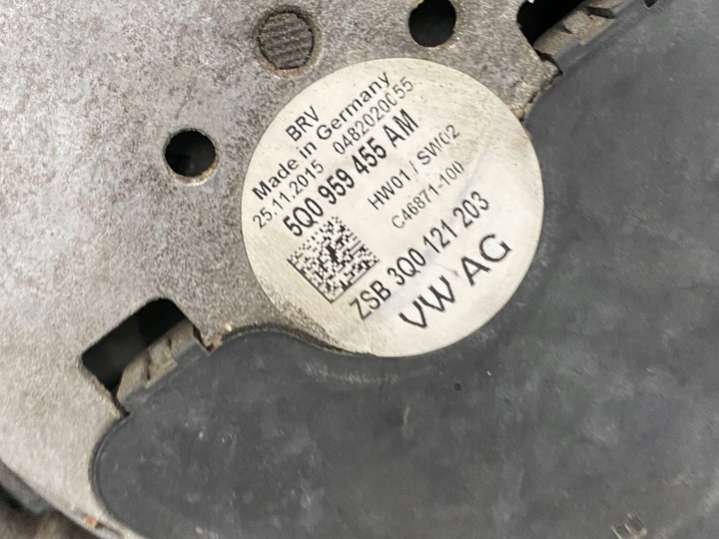 BRV
Made in Germany
25.11.2015 0482020055
5Q0 959 455 AM
HW01 / SW02
C46871-100
ZSB 3Q0 121 203
VW AG